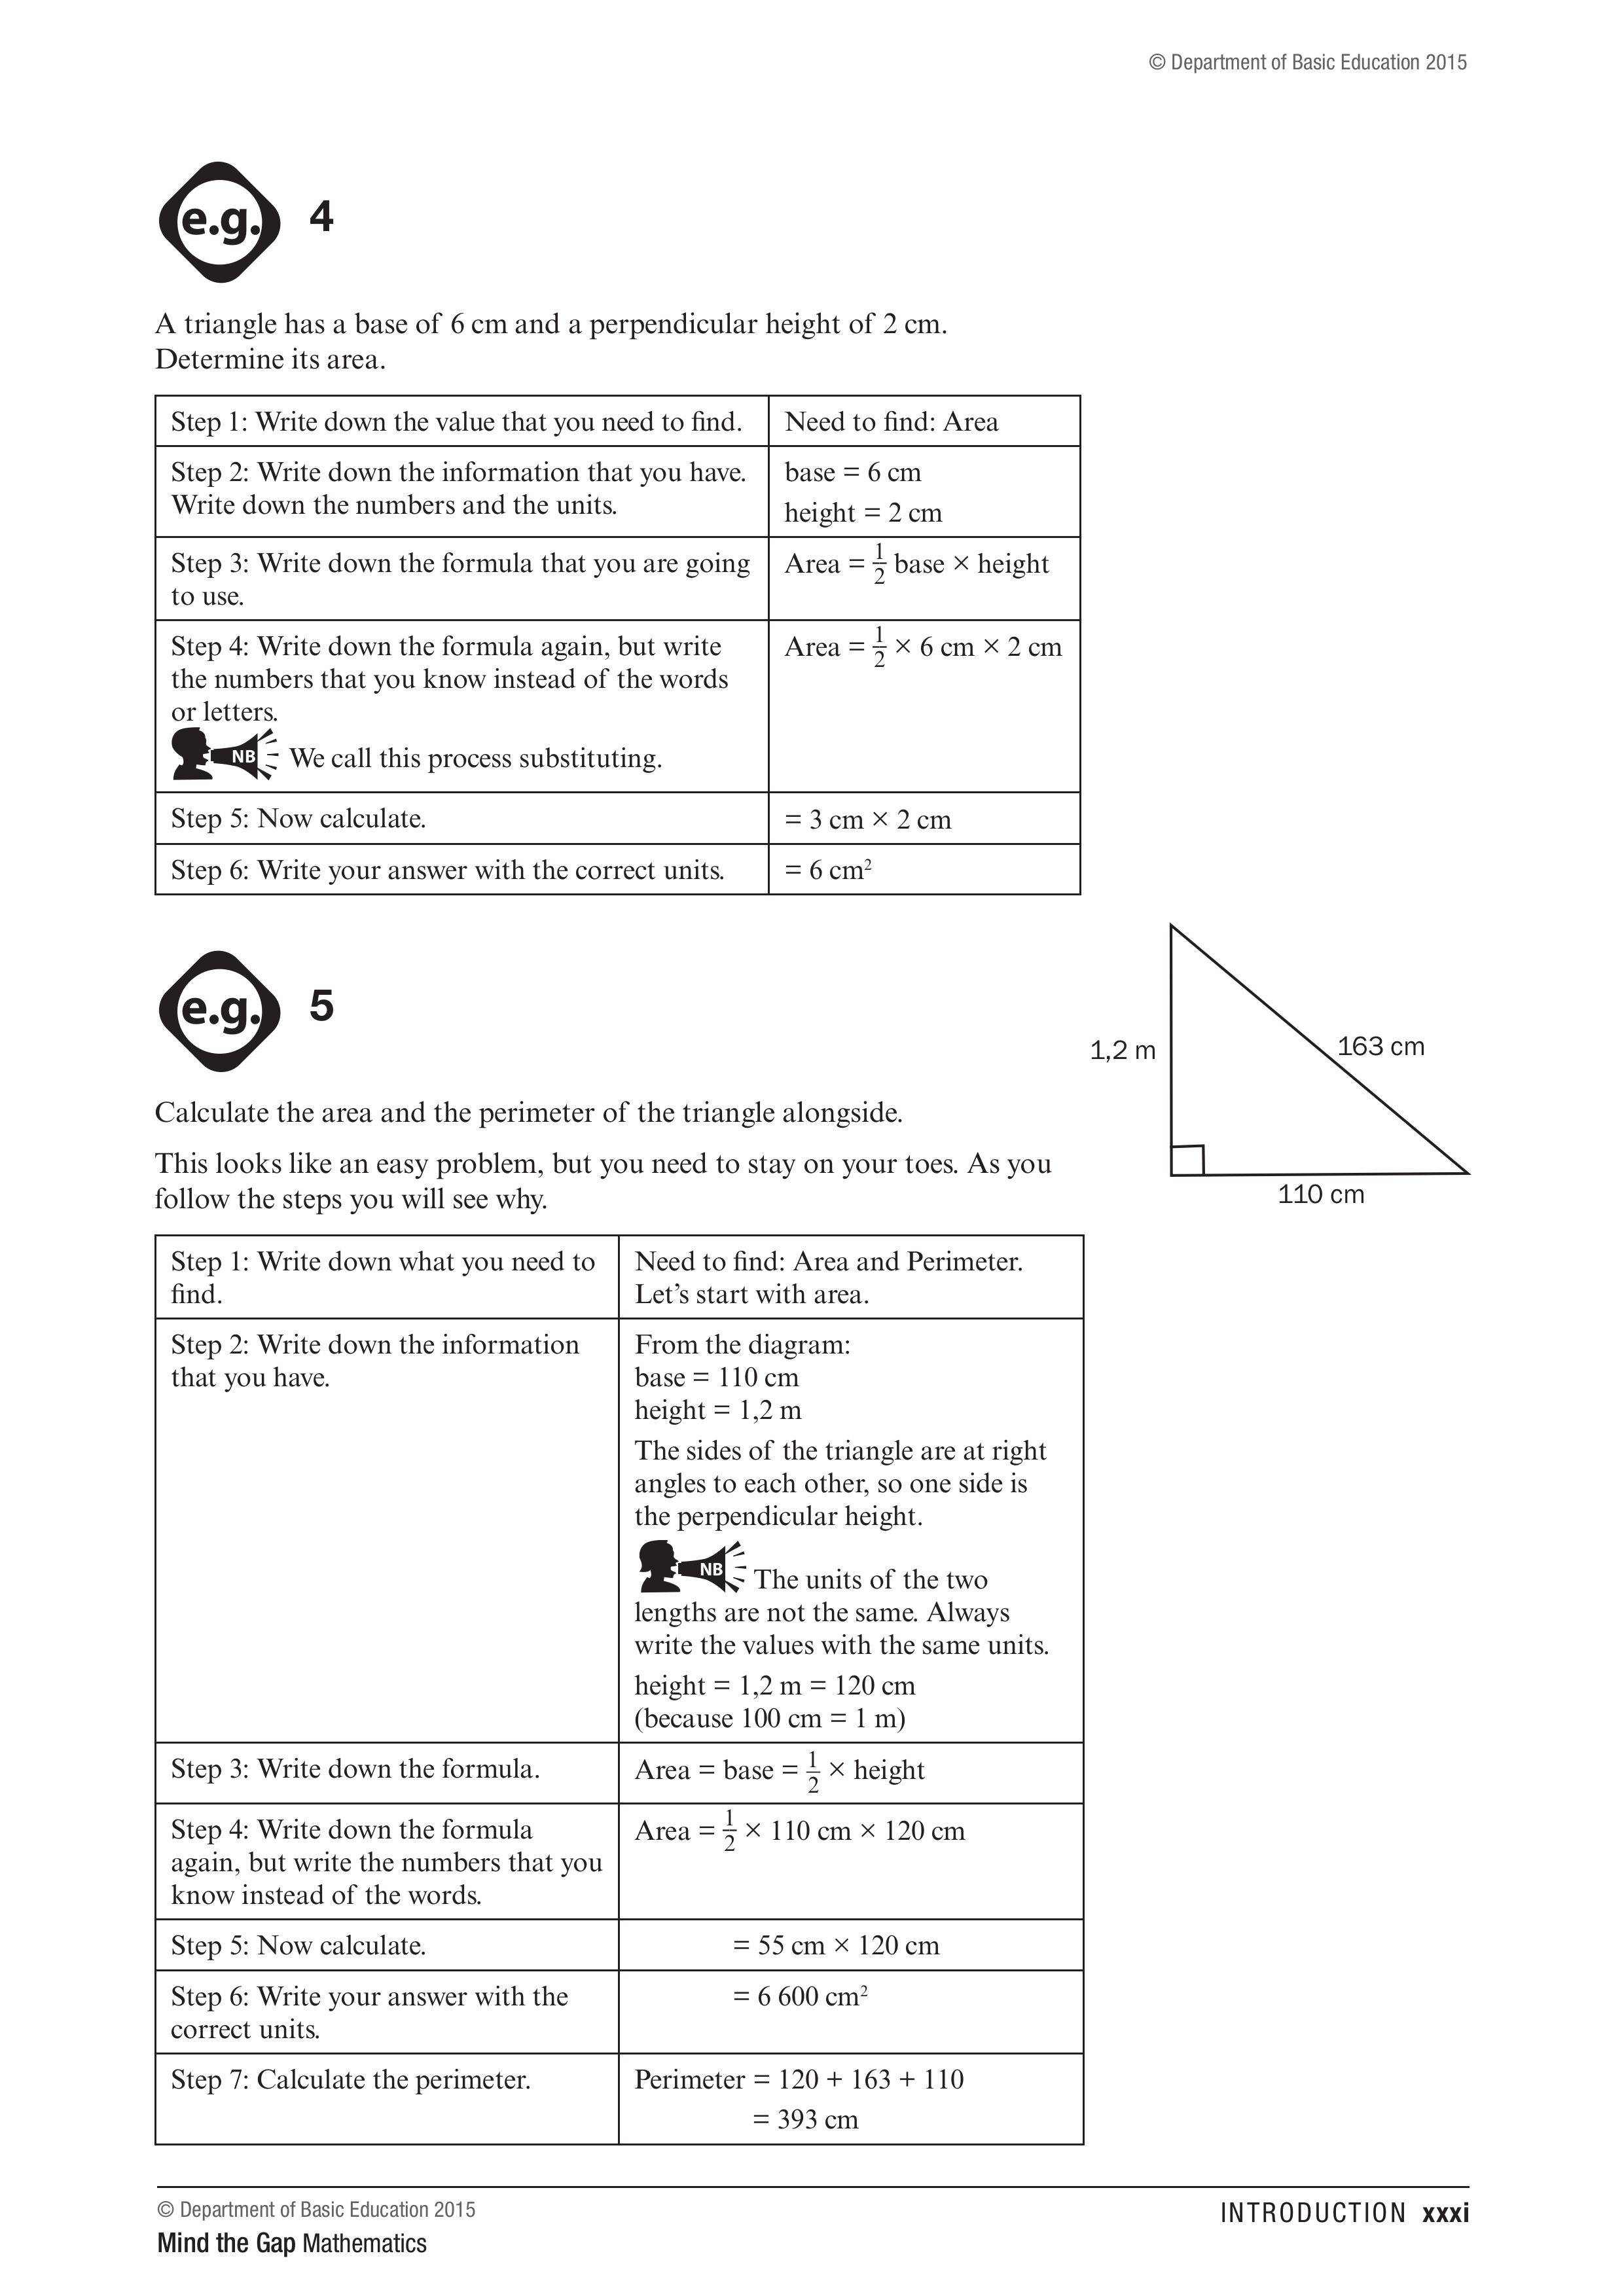 © Department of Basic Education 2015
e.g. 4
A triangle has a base of 6 cm and a perpendicular height of 2 cm.
Determine its area.
Step 1: Write down the value that you need to find.
Need to find: Area
Step 2: Write down the information that you have.
Write down the numbers and the units.
base = 6 cm
height = 2 cm
Step 3: Write down the formula that you are going
to use.
Area = 1/2 base × height
Step 4: Write down the formula again, but write
the numbers that you know instead of the words
or letters.
NB We call this process substituting.
Area = 1/2 × 6 cm × 2 cm
Step 5: Now calculate.
= 3 cm × 2 cm
Step 6: Write your answer with the correct units.
= 6 cm²
e.g. 5
1,2 m
163 cm
110 cm
Calculate the area and the perimeter of the triangle alongside.
This looks like an easy problem, but you need to stay on your toes. As you
follow the steps you will see why.
Step 1: Write down what you need to
find.
Need to find: Area and Perimeter.
Let's start with area.
Step 2: Write down the information
that you have.
From the diagram:
base = 110 cm
height = 1,2 m
The sides of the triangle are at right
angles to each other, so one side is
the perpendicular height.
NB The units of the two
lengths are not the same. Always
write the values with the same units.
height = 1,2 m = 120 cm
(because 100 cm = 1 m)
Step 3: Write down the formula.
Area = base = 1/2 × height
Step 4: Write down the formula
again, but write the numbers that you
know instead of the words.
Area = 1/2 × 110 cm × 120 cm
Step 5: Now calculate.
= 55 cm × 120 cm
Step 6: Write your answer with the
correct units.
= 6 600 cm²
Step 7: Calculate the perimeter.
Perimeter = 120 + 163 + 110
= 393 cm
© Department of Basic Education 2015
INTRODUCTION xxxi
Mind the Gap Mathematics